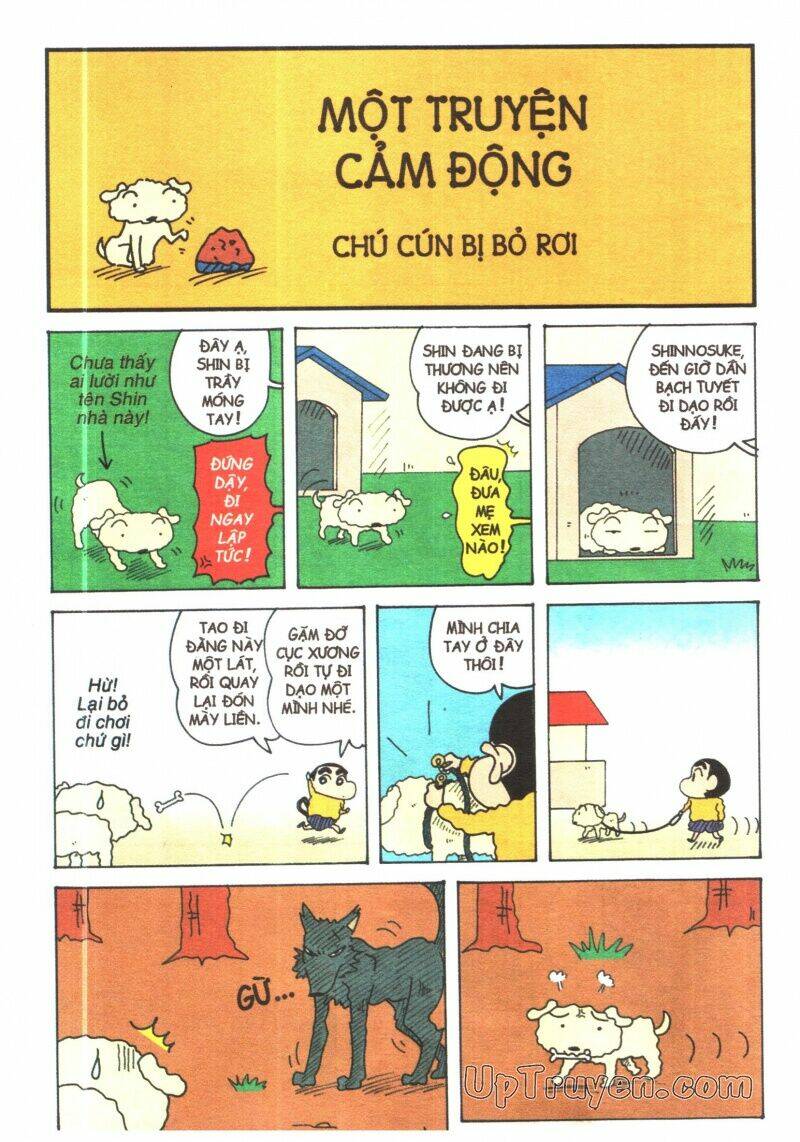 MỘT TRUYỆN
CẢM ĐỘNG
CHÚ CÚN BỊ BỎ RƠI
SHINNOSUKE,
ĐẾN GIỜ DẪN
BẠCH TUYẾT
ĐI DẠO RỒI
ĐẤY!
SHIN ĐANG BỊ
THƯƠNG NÊN
KHÔNG ĐI
ĐƯỢC Ạ!
ĐÂU,
ĐƯA
MẸ
XEM
NÀO!
ĐÂY Ạ,
SHIN BỊ
TRẦY
MÓNG
TAY!
ĐỨNG
DẬY,
ĐI
NGAY
LẬP
TỨC!
Chưa thấy
ai lười như
tên Shin
nhà này!
MÌNH CHIA
TAY Ở ĐÂY
THÔI!
GẶM ĐỠ
CỤC XƯƠNG
RỒI TỰ ĐI
DẠO MỘT
MÌNH NHÉ.
TAO ĐI
ĐẰNG NÀY
MỘT LÁT,
RỒI QUAY
LẠI ĐÓN
MÀY LIỀN.
Hừ!
Lại bỏ
đi chơi
chứ gì!
GỪ...
UpTruyen.com